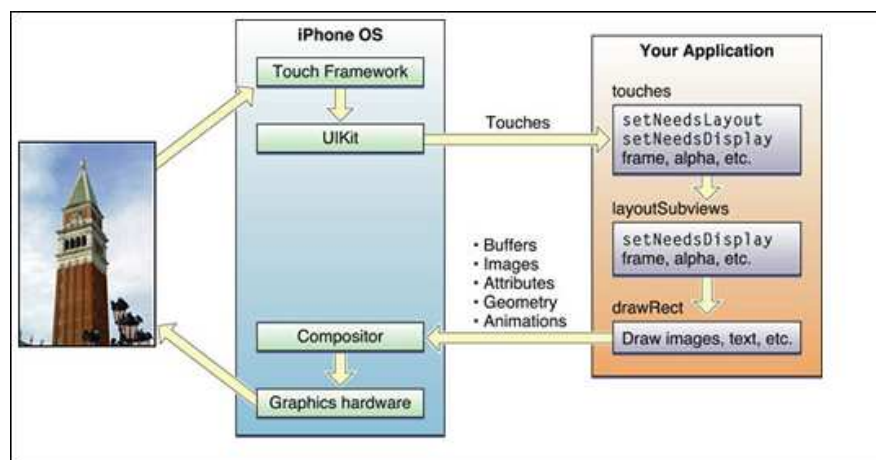 iPhone OS
Touch Framework
UIKit
Touches
Your Application
touches
setNeedsLayout
setNeedsDisplay
frame, alpha, etc.
layoutSubviews
setNeedsDisplay
frame, alpha, etc.
drawRect
Draw images, text, etc.
• Buffers
• Images
• Attributes
• Geometry
• Animations
Compositor
Graphics hardware